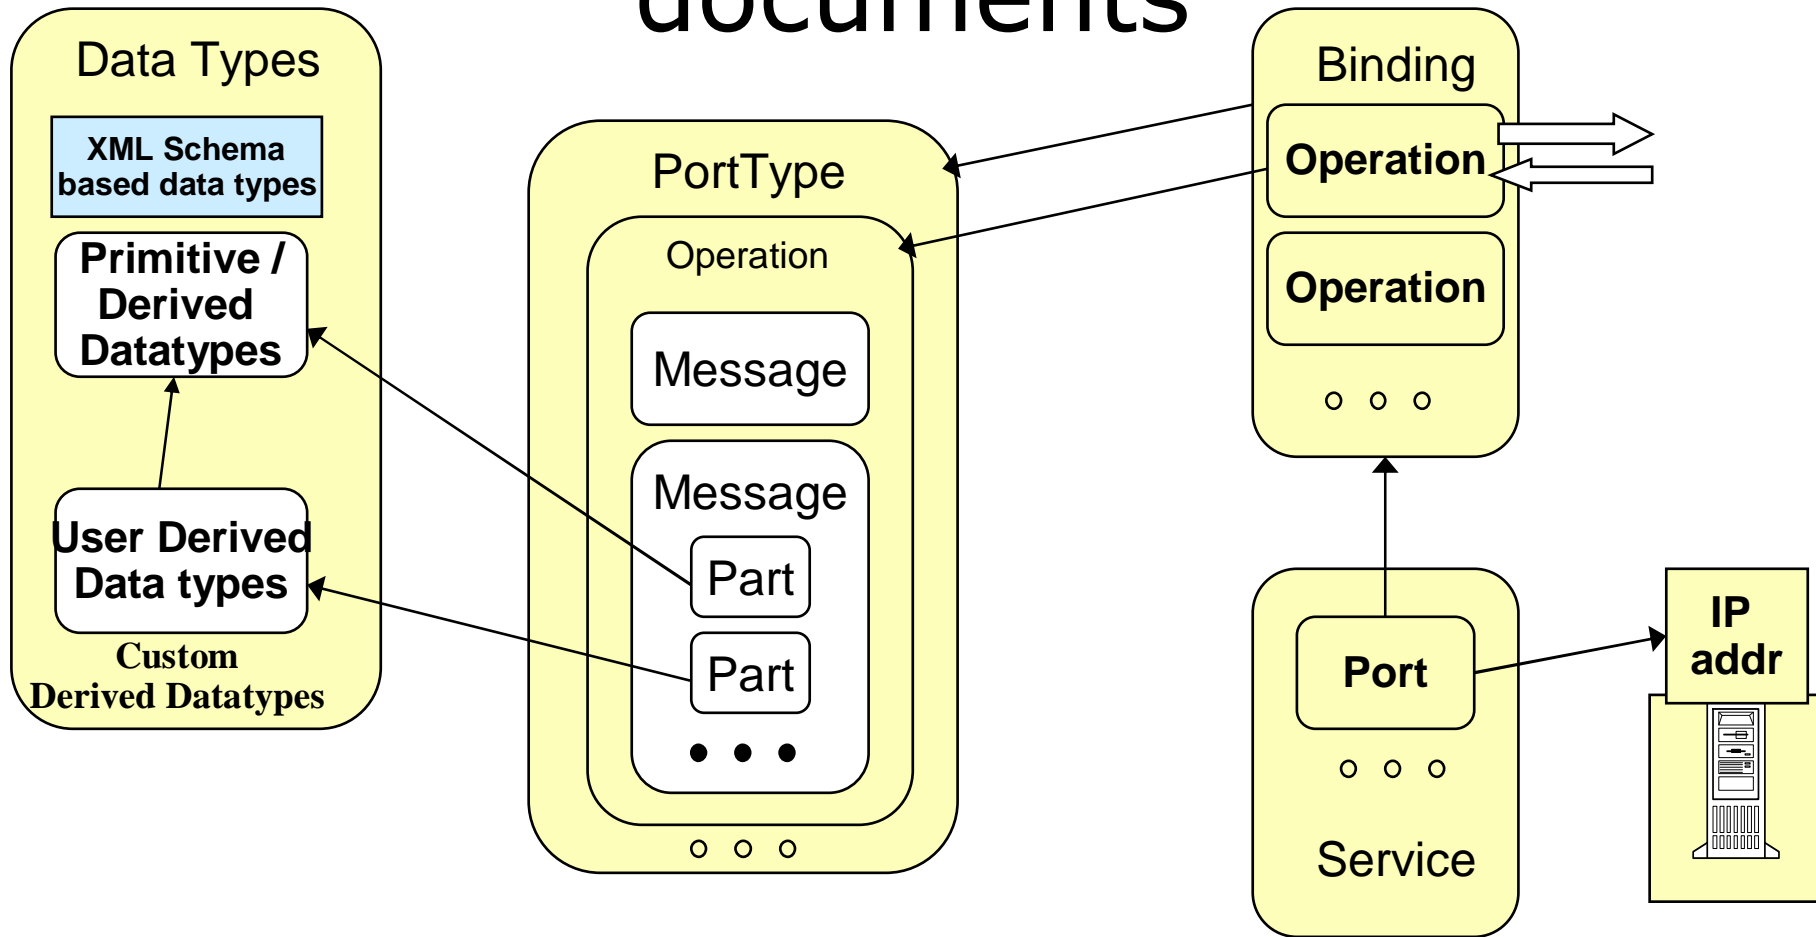 documents
Data Types
XML Schema
based data types
Primitive /
Derived
Datatypes
User Derived
Data types
Custom
Derived Datatypes
PortType
Operation
Message
Message
Part
Part
Binding
Operation
Operation
Port
Service
IP
addr